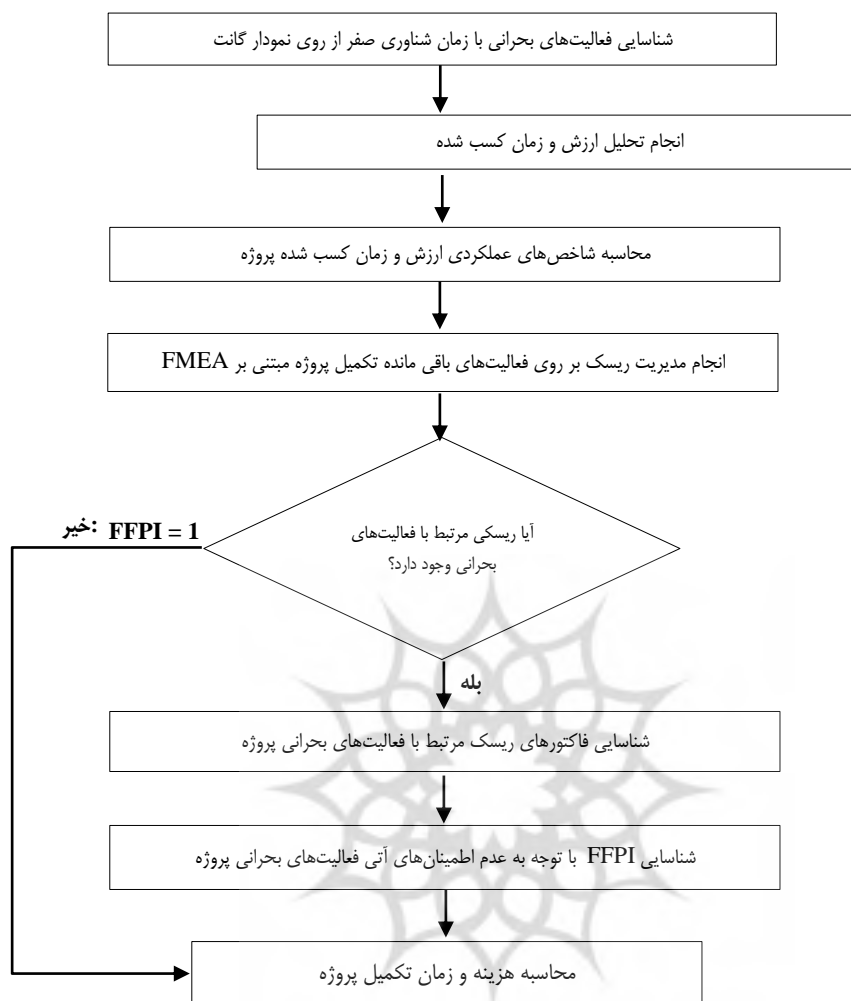 شناسایی فعالیت‌های بحرانی با زمان شناوری صفر از روی نمودار گانت
انجام تحلیل ارزش و زمان کسب شده
محاسبه شاخص‌های عملکردی ارزش و زمان کسب شده پروژه
انجام مدیریت ریسک بر روی فعالیت‌های باقی مانده تکمیل پروژه مبتنی بر FMEA
آیا ریسکی مرتبط با فعالیت‌های
بحرانی وجود دارد؟
خیر: FFPI = 1
بله
شناسایی فاکتورهای ریسک مرتبط با فعالیت‌های بحرانی پروژه
شناسایی FFPI با توجه به عدم اطمینان‌های آتی فعالیت‌های بحرانی پروژه
محاسبه هزینه و زمان تکمیل پروژه